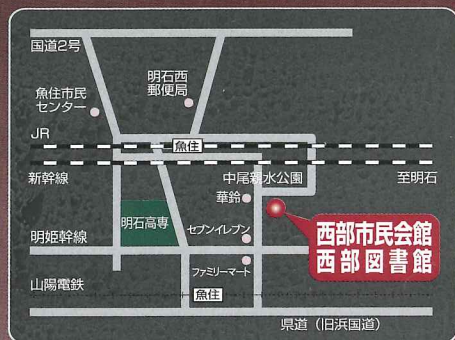 国道2号
魚住市民
センター
明石西
郵便局
JR
魚住
新幹線
中尾親水公園
至明石
華鈴
明石高専
西部市民会館
西部図書館
明姫幹線
セブンイレブン
ファミリーマート
山陽電鉄
魚住
県道（旧浜国道）